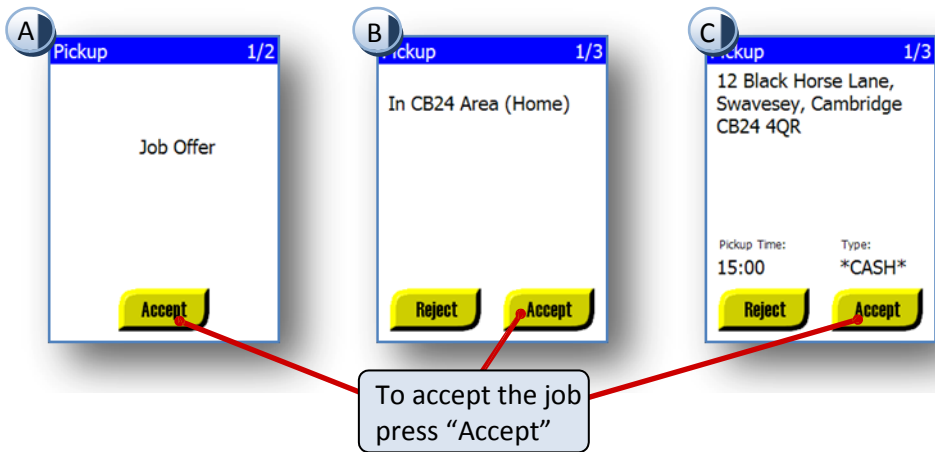 A
Pickup 1/2
Job Offer
Accept
B
Pickup 1/3
In CB24 Area (Home)
Reject Accept
C
Pickup 1/3
12 Black Horse Lane,
Swavesey, Cambridge
CB24 4QR
Pickup Time: Type:
15:00 *CASH*
Reject Accept
To accept the job
press “Accept”